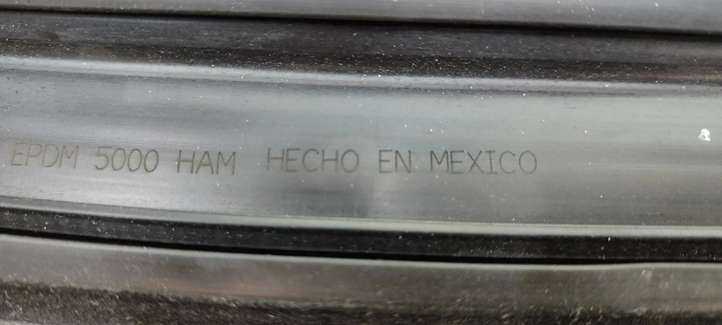 EPDM 5000 HAM HECHO EN MEXICO